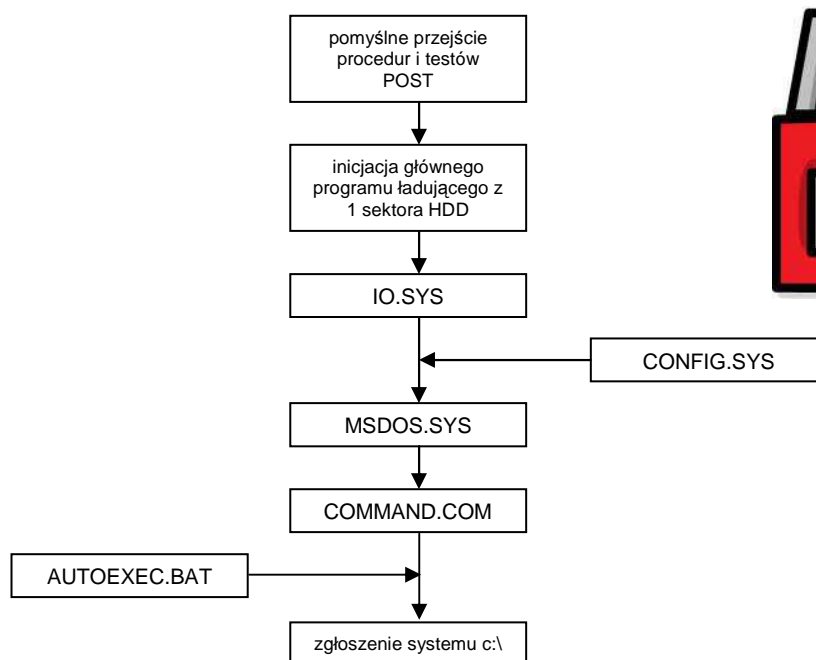 pomyślne przejście
procedur i testów
POST
inicjacja głównego
programu ładującego z
1 sektora HDD
IO.SYS
CONFIG.SYS
MSDOS.SYS
COMMAND.COM
AUTOEXEC.BAT
zgłoszenie systemu c:\